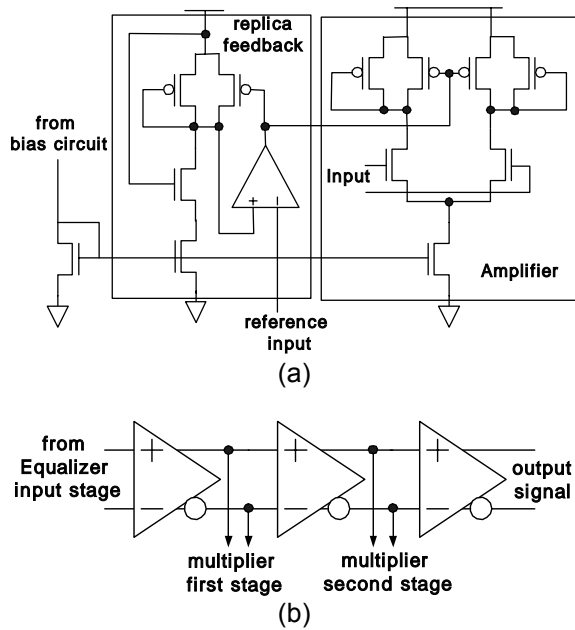 replica
feedback
from
bias circuit
Input
+ −
Amplifier
reference
input
(a)
from
Equalizer
input stage
+ + +
− − −
output
signal
multiplier
first stage
multiplier
second stage
(b)